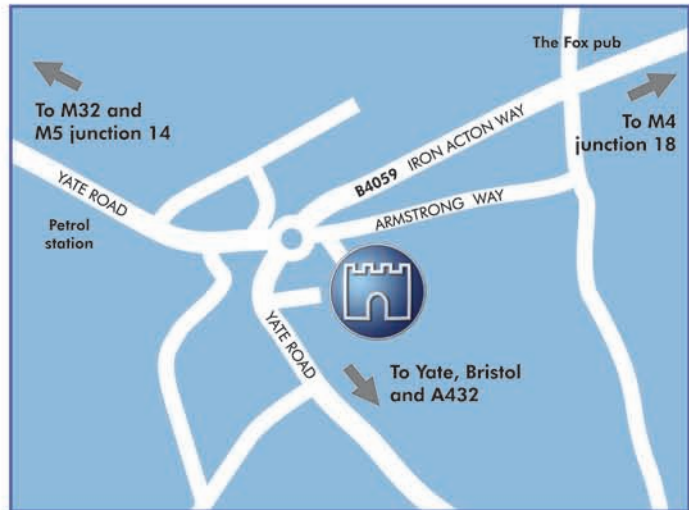 The Fox pub
To M32 and
M5 junction 14
To M4
junction 18
B4059 IRON ACTON WAY
YATE ROAD
ARMSTRONG WAY
Petrol
station
YATE ROAD
To Yate, Bristol
and A432